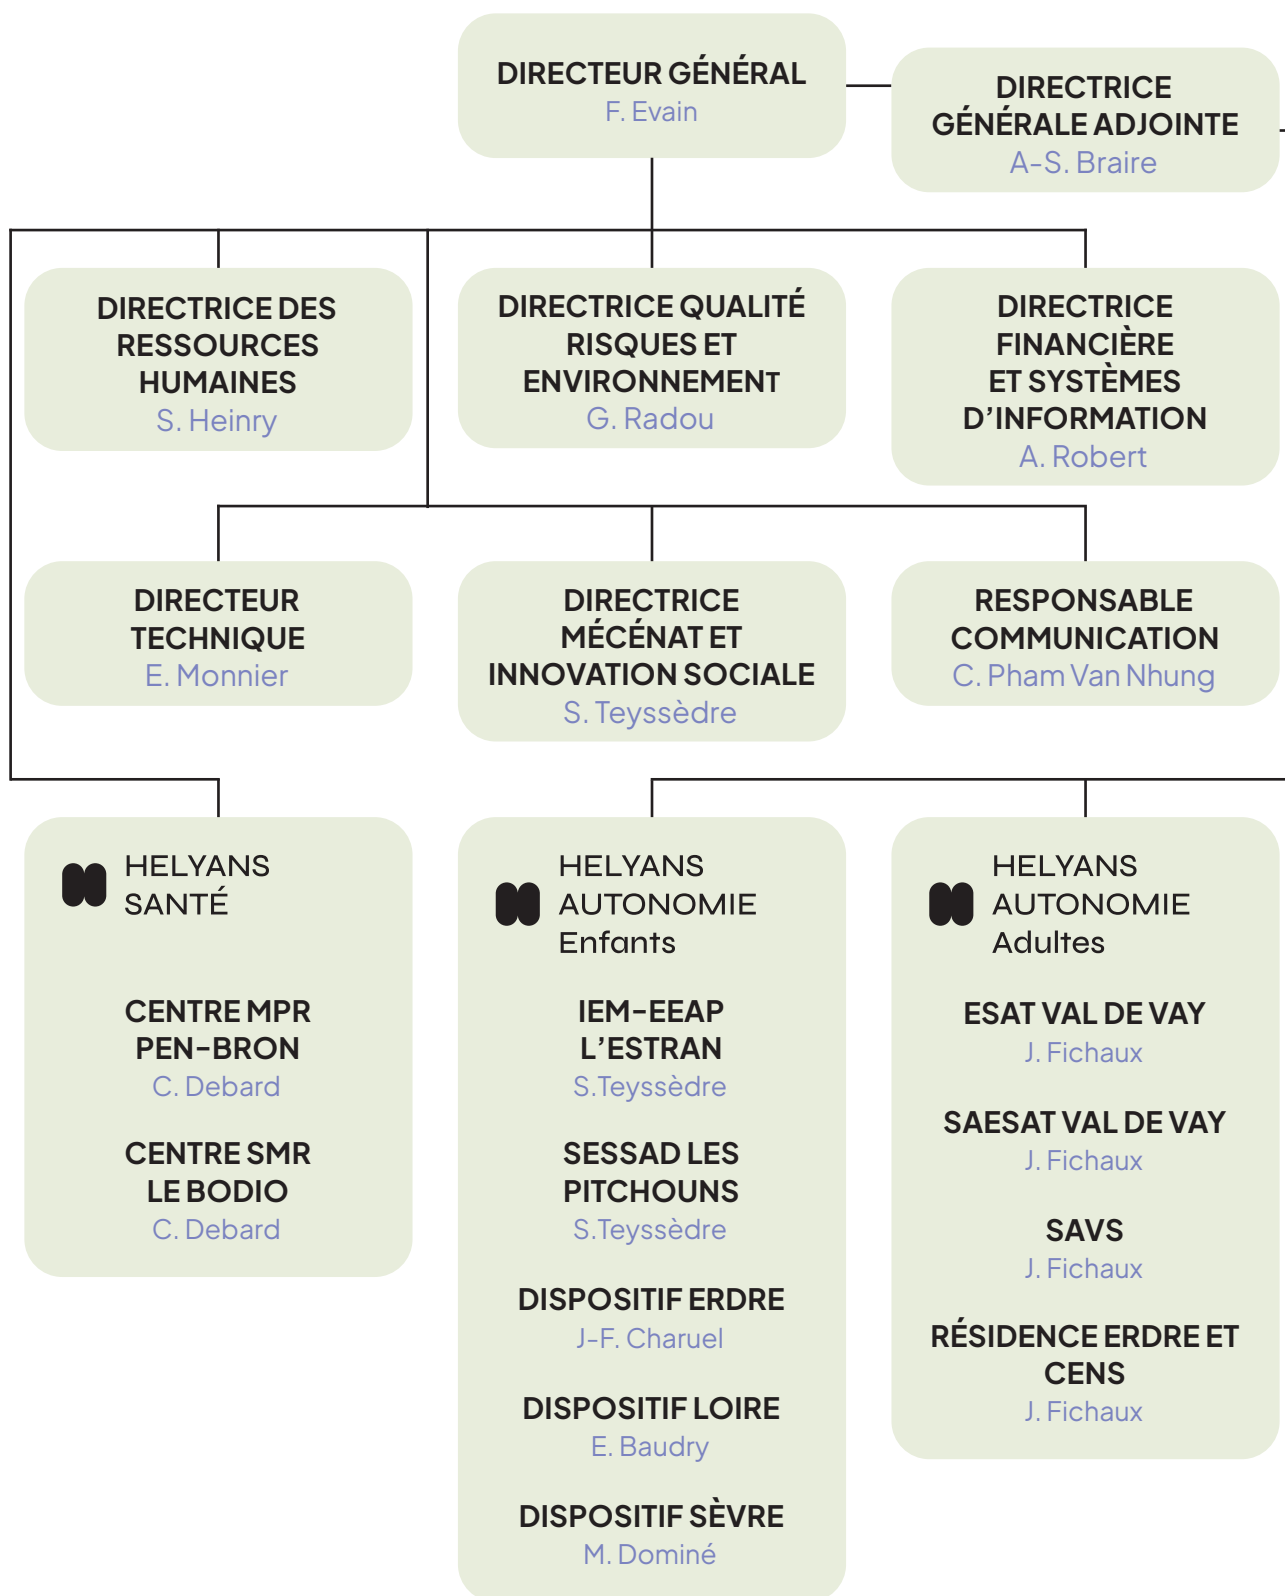 DIRECTEUR GÉNÉRAL
F. Evain
DIRECTRICE
GÉNÉRALE ADJOINTE
A-S. Braire
DIRECTRICE DES
RESSOURCES
HUMAINES
S. Heinry
DIRECTRICE QUALITÉ
RISQUES ET
ENVIRONNEMENT
G. Radou
DIRECTRICE
FINANCIÈRE
ET SYSTÈMES
D’INFORMATION
A. Robert
DIRECTEUR
TECHNIQUE
E. Monnier
DIRECTRICE
MÉCÉNAT ET
INNOVATION SOCIALE
S. Teyssèdre
RESPONSABLE
COMMUNICATION
C. Pham Van Nhung
HELYANS
SANTÉ
CENTRE MPR
PEN-BRON
C. Debard
CENTRE SMR
LE BODIO
C. Debard
HELYANS
AUTONOMIE
Enfants
IEM-EEAP
L’ESTRAN
S.Teyssèdre
SESSAD LES
PITCHOUNS
S.Teyssèdre
DISPOSITIF ERDRE
J-F. Charuel
DISPOSITIF LOIRE
E. Baudry
DISPOSITIF SÈVRE
M. Dominé
HELYANS
AUTONOMIE
Adultes
ESAT VAL DE VAY
J. Fichaux
SAESAT VAL DE VAY
J. Fichaux
SAVS
J. Fichaux
RÉSIDENCE ERDRE ET
CENS
J. Fichaux